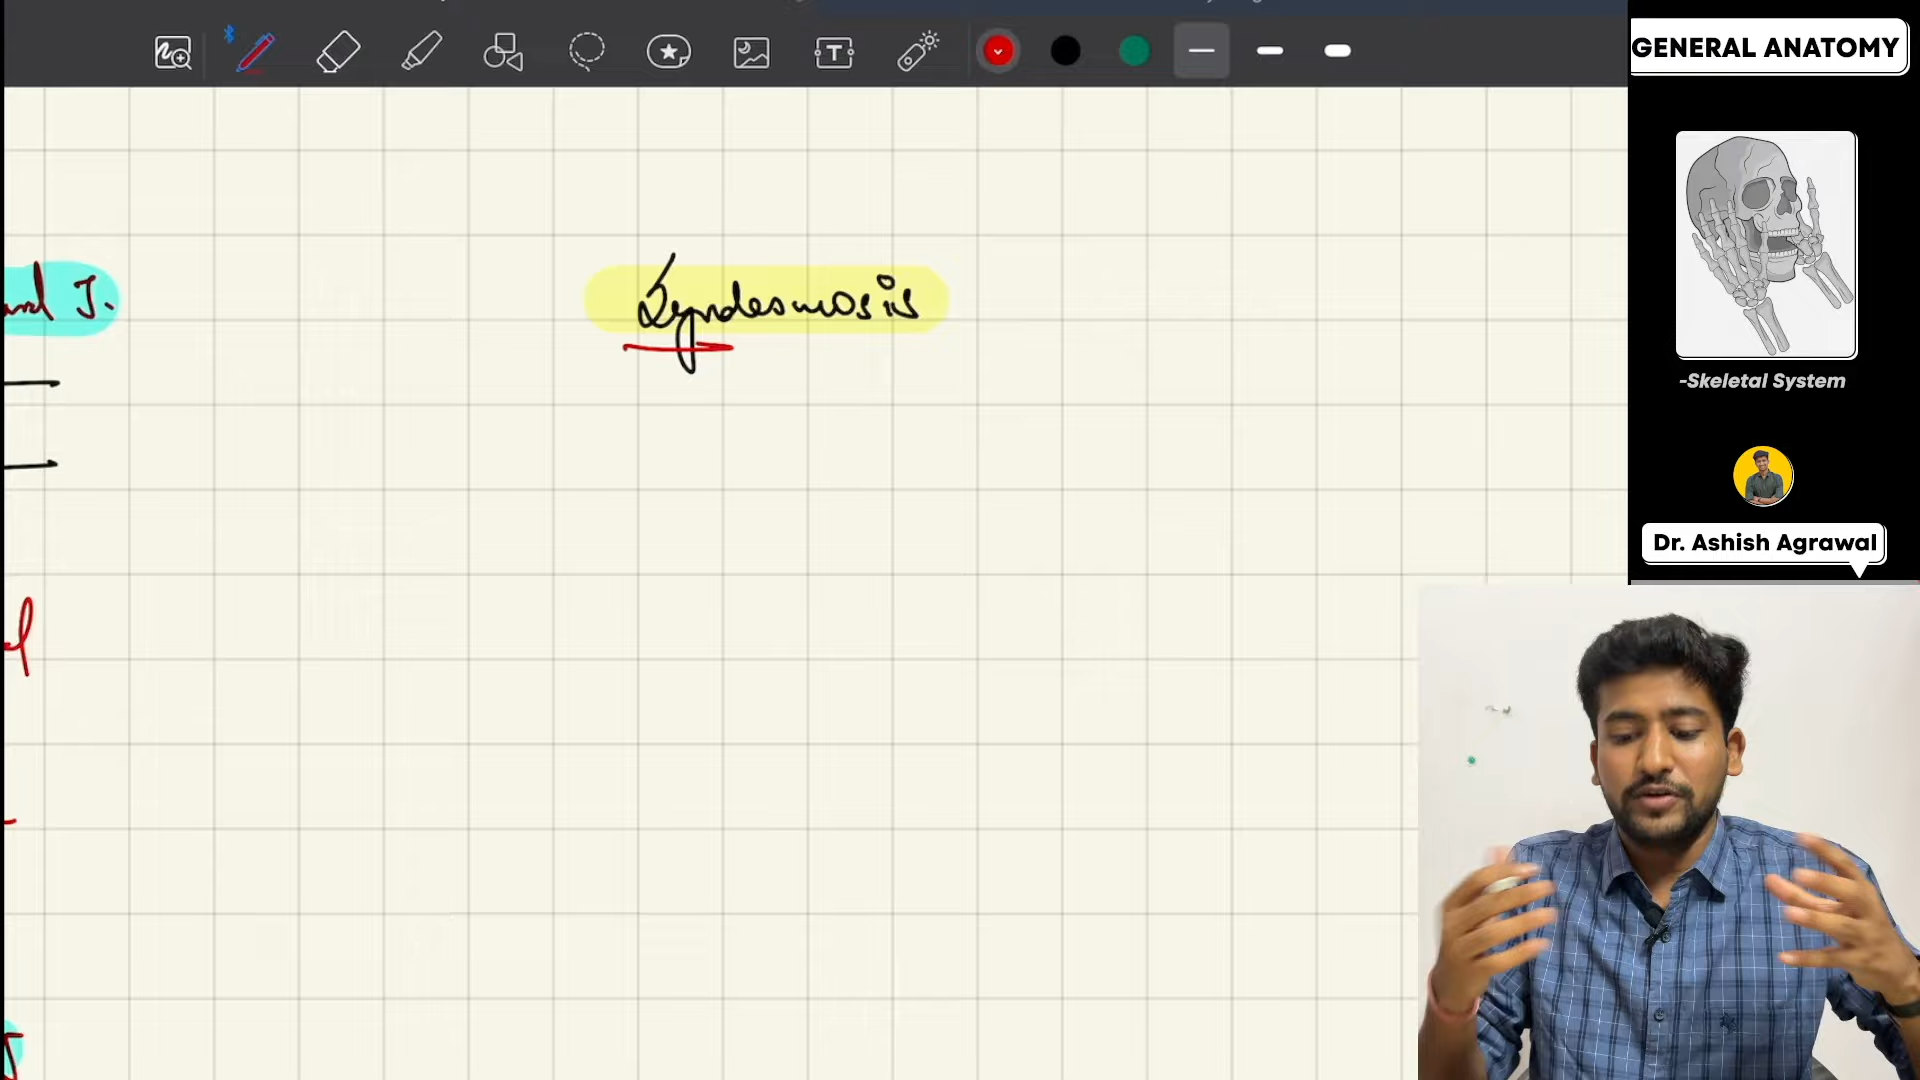 GENERAL ANATOMY
J.
Syndesmosis
-Skeletal System
Dr. Ashish Agrawal